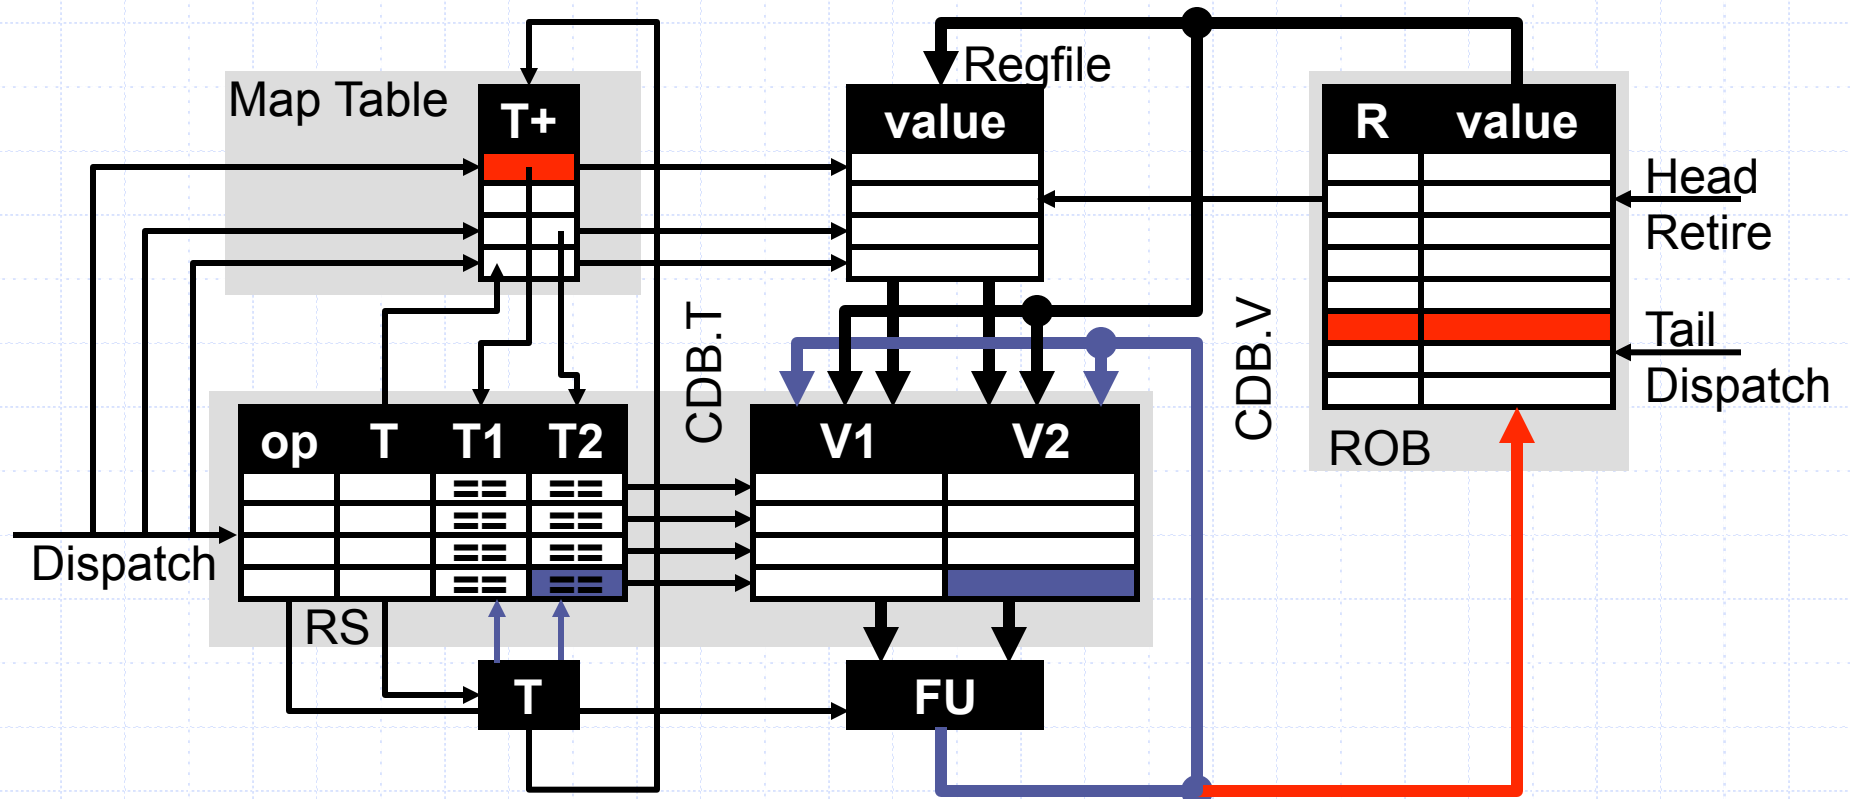 Regfile
Map Table
T+
value
R value
Head
Retire
CDB.T
CDB.V
Tail
Dispatch
op T T1 T2
V1 V2
ROB
== ==
== ==
== ==
== ==
Dispatch
RS
T
FU